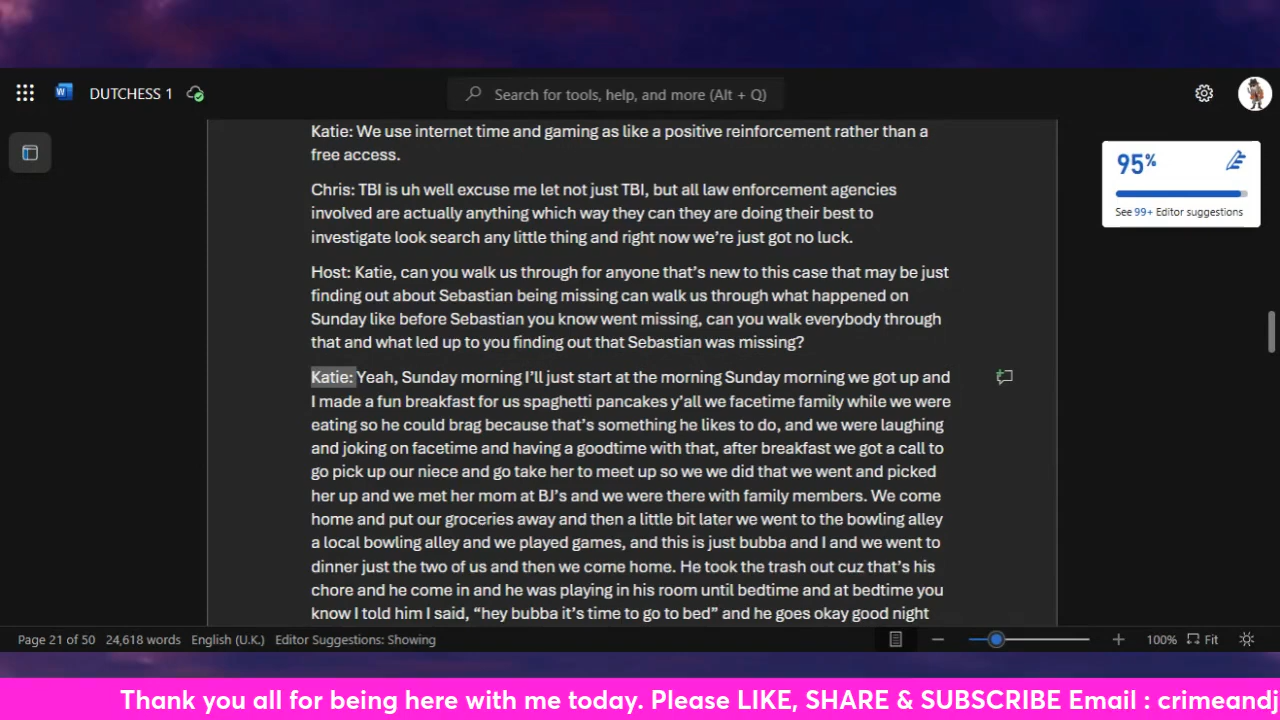 DUTCHESS 1
Search for tools, help, and more (Alt + Q)
Katie: We use internet time and gaming as like a positive reinforcement rather than a
free access.
Chris: TBI is uh well excuse me let not just TBI, but all law enforcement agencies
involved are actually anything which way they can they are doing their best to
investigate look search any little thing and right now we're just got no luck.
Host: Katie, can you walk us through for anyone that's new to this case that may be just
finding out about Sebastian being missing can walk us through what happened on
Sunday like before Sebastian you know went missing, can you walk everybody through
that and what led up to you finding out that Sebastian was missing?
Katie: Yeah, Sunday morning I'll just start at the morning Sunday morning we got up and
I made a fun breakfast for us spaghetti pancakes y'all we facetime family while we were
eating so he could brag because that's something he likes to do, and we were laughing
and joking on facetime and having a goodtime with that, after breakfast we got a call to
go pick up our niece and go take her to meet up so we we did that we went and picked
her up and we met her mom at BJ's and we were there with family members. We come
home and put our groceries away and then a little bit later we went to the bowling alley
a local bowling alley and we played games, and this is just bubba and I and we went to
dinner just the two of us and then we come home. He took the trash out cuz that's his
chore and he come in and he was playing in his room until bedtime and at bedtime you
know I told him I said, "hey bubba it's time to go to bed" and he goes okay good night
95%
See 99+ Editor suggestions
Page 21 of 50 24,618 words English (U.K.) Editor Suggestions: Showing
100% Fit
Thank you all for being here with me today. Please LIKE, SHARE & SUBSCRIBE Email : crimeandj